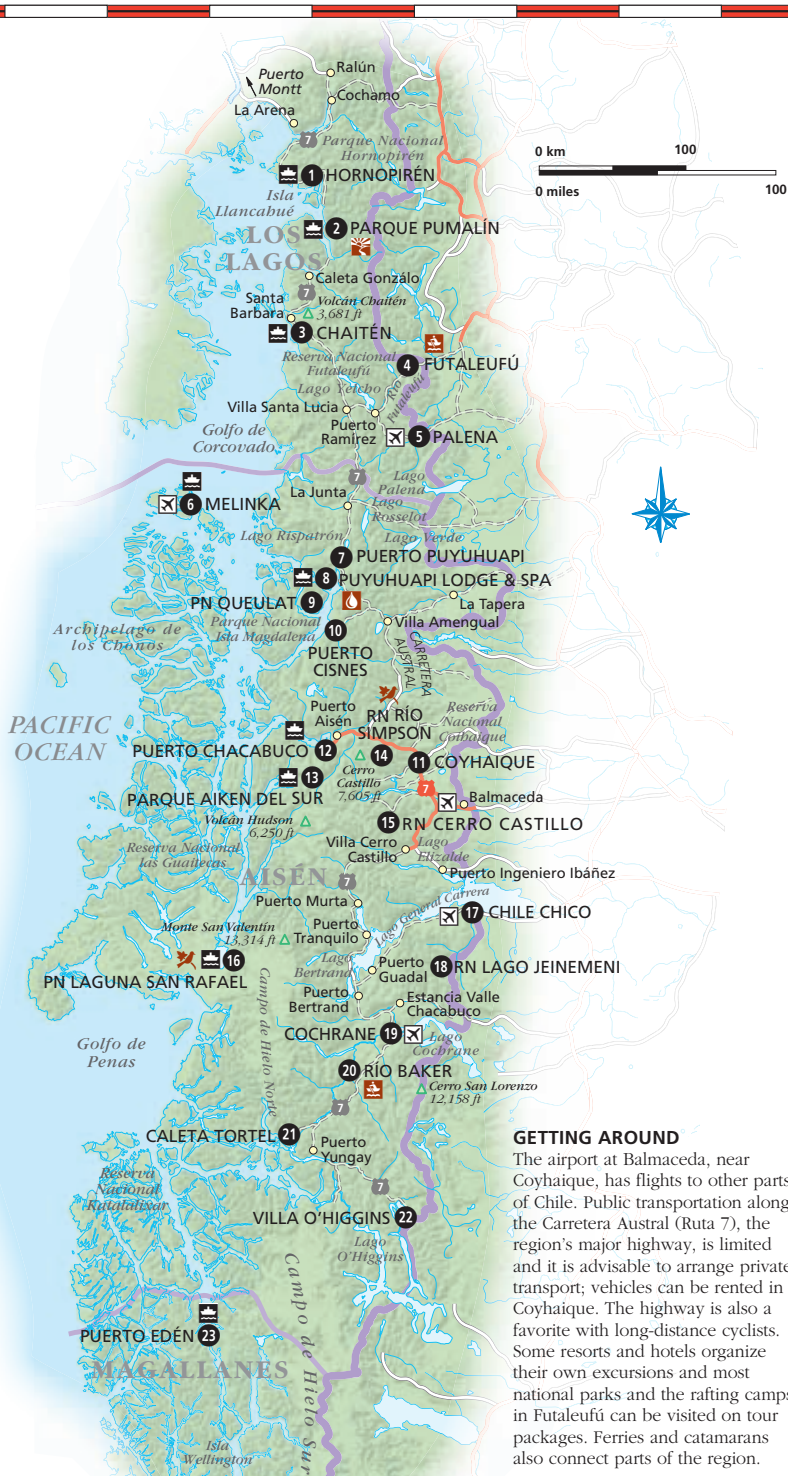 Puerto
Montt
Ralún
Cochamo
La Arena
7
Parque Nacional
Hornopirén
0 km 100
0 miles 100
1 HORNOPIRÉN
Isla
Llancahué
LOS
LAGOS
2 PARQUE PUMALÍN
Caleta Gonzálo
7
Santa
Barbara
Volcán Chaitén
3,681 ft
3 CHAITÉN
Reserva Nacional
Futaleufú
4 FUTALEUFÚ
Lago Yelcho
Río
Futaleufú
Villa Santa Lucia
Puerto
Ramírez
5 PALENA
Golfo de
Corcovado
7
Lago
Palena
6 MELINKA
La Junta
Lago
Rosselot
Lago Verde
Lago Rispatrón
7 PUERTO PUYUHUAPI
8 PUYUHUAPI LODGE & SPA
PN QUEULAT 9
La Tapera
Parque Nacional
Isla Magdalena
10
PUERTO
CISNES
Villa Amengual
Archipelago de
los Chonos
CARRETERA
AUSTRAL
PACIFIC
OCEAN
Puerto
Aisén
RN RÍO
SIMPSON
14
Reserva
Nacional
Coihaique
PUERTO CHACABUCO 12
11 COYHAIQUE
Cerro
Castillo
7,605 ft
13
PARQUE AIKEN DEL SUR
7
Balmaceda
Volcán Hudson
6,250 ft
15 RN CERRO CASTILLO
Reserva Nacional
las Guaitecas
Villa Cerro
Castillo
Lago
Elizalde
AISÉN
7
Puerto Ingeniero Ibáñez
Puerto Murta
Lago General Carrera
17 CHILE CHICO
Monte San Valentín
13,314 ft
Puerto
Tranquilo
16
PN LAGUNA SAN RAFAEL
Lago
Bertrand
Puerto
Guadal
18 RN LAGO JEINEMENI
Puerto
Bertrand
Estancia Valle
Chacabuco
Campo de Hielo Norte
Golfo de
Penas
COCHRANE 19
Lago
Cochrane
20 RÍO BAKER
Cerro San Lorenzo
12,158 ft
7
CALETA TORTEL 21
Puerto
Yungay
Reserva
Nacional
Katalalixar
7
VILLA O'HIGGINS 22
Lago
O'Higgins
Campo de Hielo Sur
PUERTO EDÉN 23
MAGALLANES
Isla
Wellington
GETTING AROUND
The airport at Balmaceda, near
Coyhaique, has flights to other parts
of Chile. Public transportation along
the Carretera Austral (Ruta 7), the
region's major highway, is limited
and it is advisable to arrange private
transport; vehicles can be rented in
Coyhaique. The highway is also a
favorite with long-distance cyclists.
Some resorts and hotels organize
their own excursions and most
national parks and the rafting camps
in Futaleufú can be visited on tour
packages. Ferries and catamarans
also connect parts of the region.